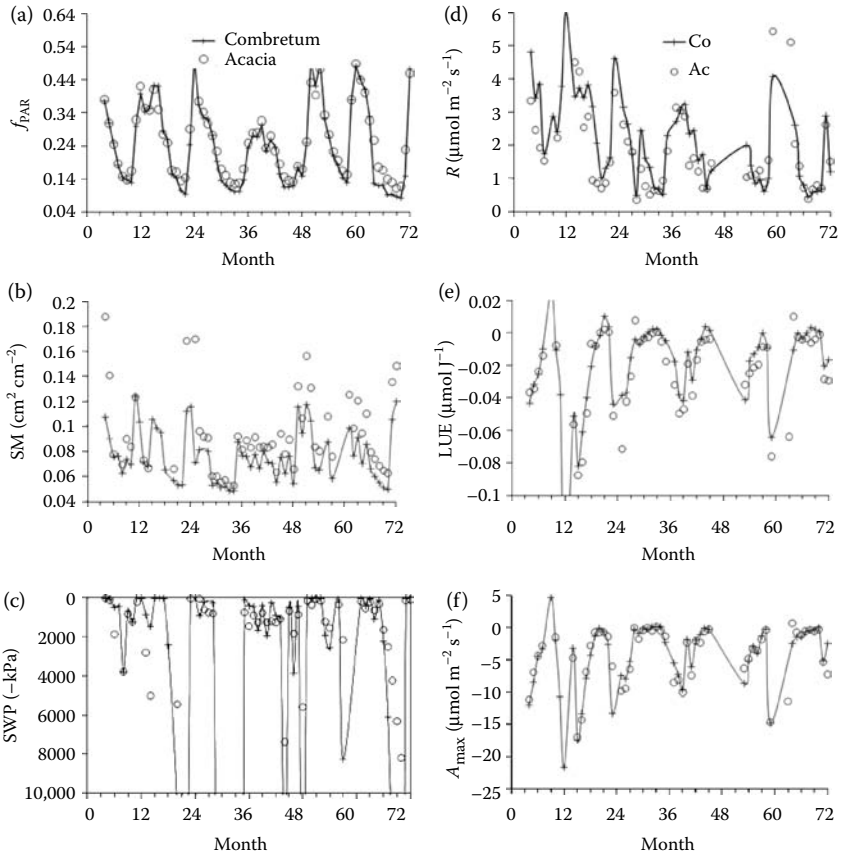 (a)
0.64
0.54
0.44
0.34
0.24
0.14
0.04
f_PAR
Combretum
Acacia
0 12 24 36 48 60 72
Month
(b)
0.2
0.18
0.16
0.14
0.12
0.1
0.08
0.06
0.04
SM (cm² cm⁻²)
0 12 24 36 48 60 72
Month
(c)
0
2000
4000
6000
8000
10,000
SWP (−kPa)
0 12 24 36 48 60 72
Month
(d)
6
5
4
3
2
1
0
R (μmol m⁻² s⁻¹)
Co
Ac
0 12 24 36 48 60 72
Month
(e)
0.02
0
−0.02
−0.04
−0.06
−0.08
−0.1
LUE (μmol J⁻¹)
0 12 24 36 48 60 72
Month
(f)
5
0
−5
−10
−15
−20
−25
A_max (μmol m⁻² s⁻¹)
0 12 24 36 48 60 72
Month